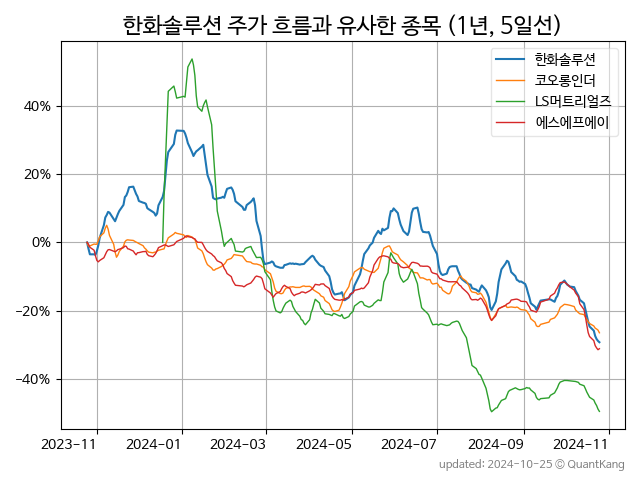 한화솔루션 주가 흐름과 유사한 종목 (1년, 5일선)
한화솔루션
코오롱인더
LS머트리얼즈
에스에프에이
40%
20%
0%
−20%
−40%
2023-11 2024-01 2024-03 2024-05 2024-07 2024-09 2024-11
updated: 2024-10-25 © QuantKang